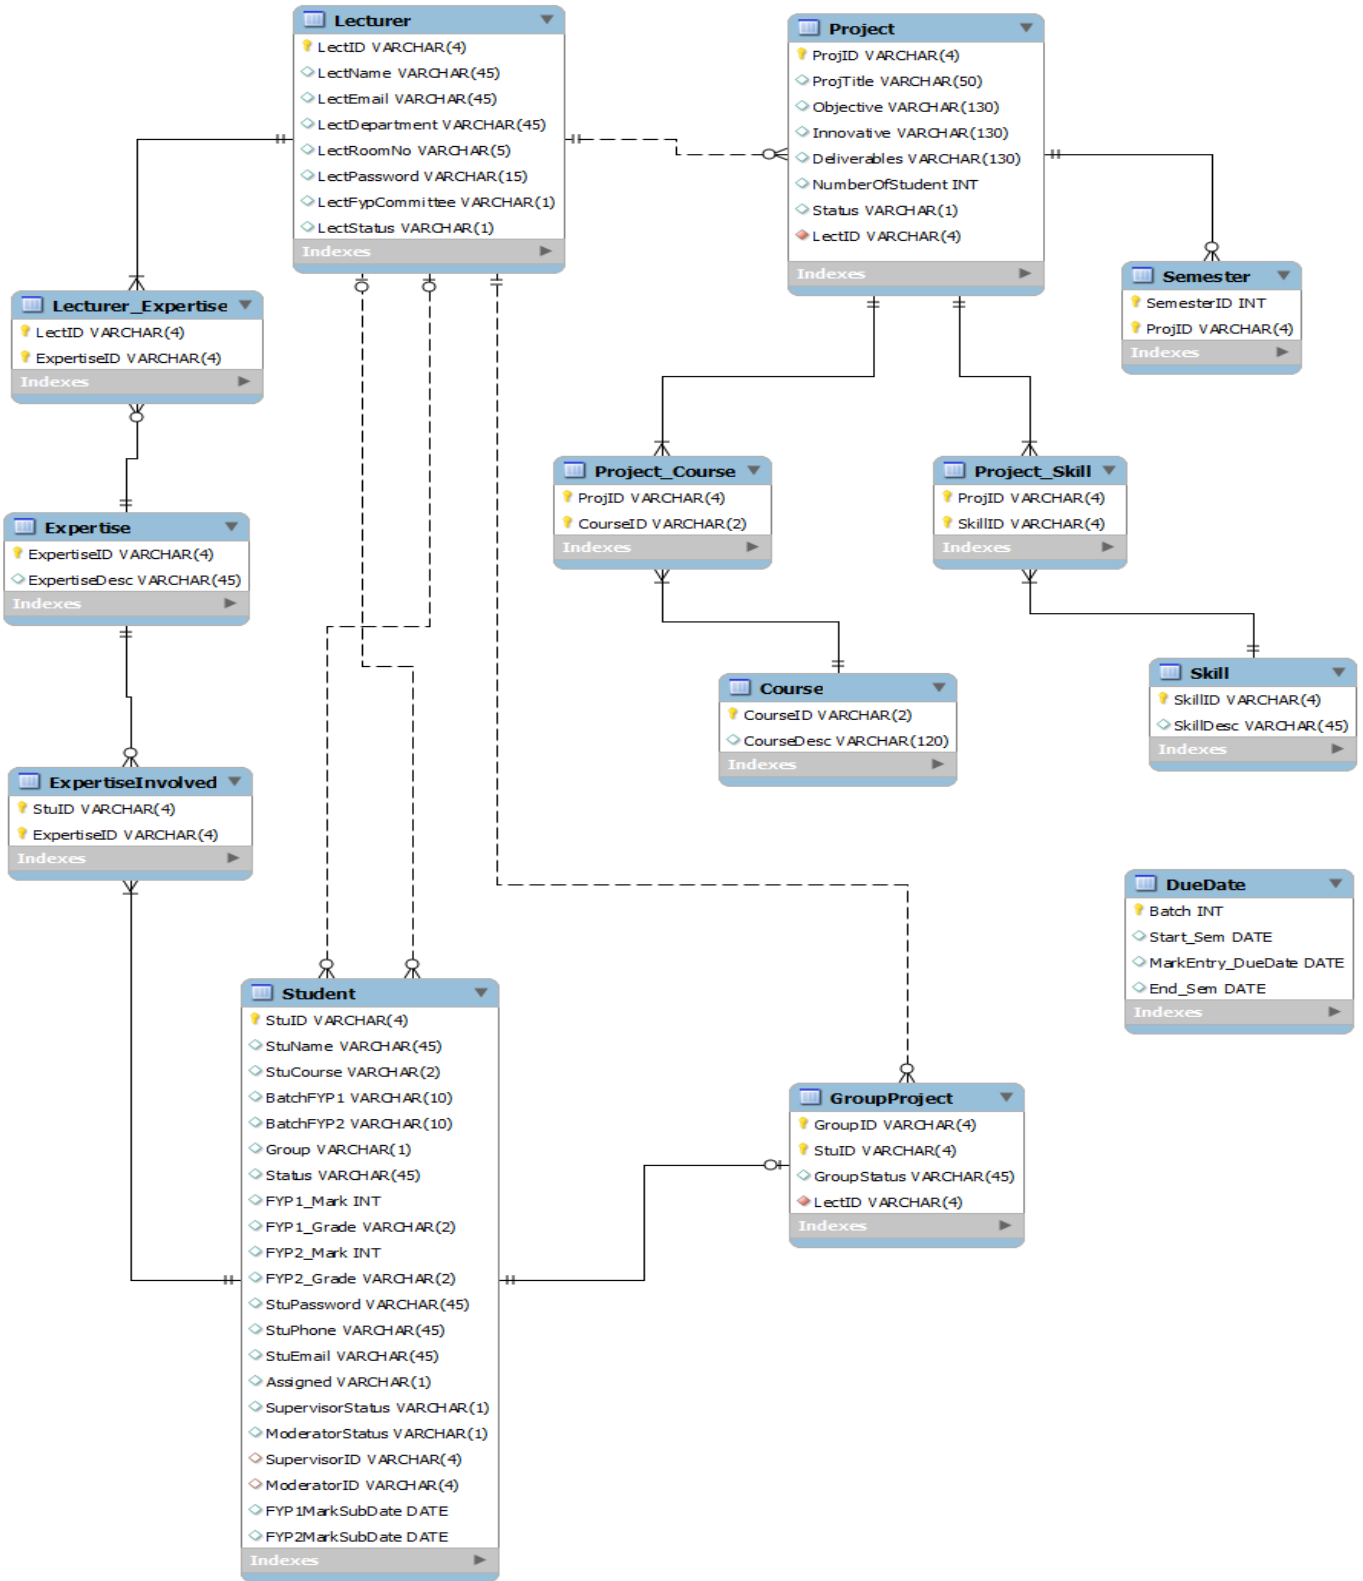 Lecturer
LectID VARCHAR(4)
LectName VARCHAR(45)
LectEmail VARCHAR(45)
LectDepartment VARCHAR(45)
LectRoomNo VARCHAR(5)
LectPassword VARCHAR(15)
LectFypCommittee VARCHAR(1)
LectStatus VARCHAR(1)
Indexes
Project
ProjID VARCHAR(4)
ProjTitle VARCHAR(50)
Objective VARCHAR(130)
Innovative VARCHAR(130)
Deliverables VARCHAR(130)
NumberOfStudent INT
Status VARCHAR(1)
LectID VARCHAR(4)
Indexes
Semester
SemesterID INT
ProjID VARCHAR(4)
Indexes
Lecturer_Expertise
LectID VARCHAR(4)
ExpertiseID VARCHAR(4)
Indexes
Project_Course
ProjID VARCHAR(4)
CourseID VARCHAR(2)
Indexes
Project_Skill
ProjID VARCHAR(4)
SkillID VARCHAR(4)
Indexes
Expertise
ExpertiseID VARCHAR(4)
ExpertiseDesc VARCHAR(45)
Indexes
Course
CourseID VARCHAR(2)
CourseDesc VARCHAR(120)
Indexes
Skill
SkillID VARCHAR(4)
SkillDesc VARCHAR(45)
Indexes
ExpertiseInvolved
StuID VARCHAR(4)
ExpertiseID VARCHAR(4)
Indexes
DueDate
Batch INT
Start_Sem DATE
MarkEntry_DueDate DATE
End_Sem DATE
Indexes
Student
StuID VARCHAR(4)
StuName VARCHAR(45)
StuCourse VARCHAR(2)
BatchFYP1 VARCHAR(10)
BatchFYP2 VARCHAR(10)
Group VARCHAR(1)
Status VARCHAR(45)
FYP1_Mark INT
FYP1_Grade VARCHAR(2)
FYP2_Mark INT
FYP2_Grade VARCHAR(2)
StuPassword VARCHAR(45)
StuPhone VARCHAR(45)
StuEmail VARCHAR(45)
Assigned VARCHAR(1)
SupervisorStatus VARCHAR(1)
ModeratorStatus VARCHAR(1)
SupervisorID VARCHAR(4)
ModeratorID VARCHAR(4)
FYP1MarkSubDate DATE
FYP2MarkSubDate DATE
Indexes
GroupProject
GroupID VARCHAR(4)
StuID VARCHAR(4)
GroupStatus VARCHAR(45)
LectID VARCHAR(4)
Indexes